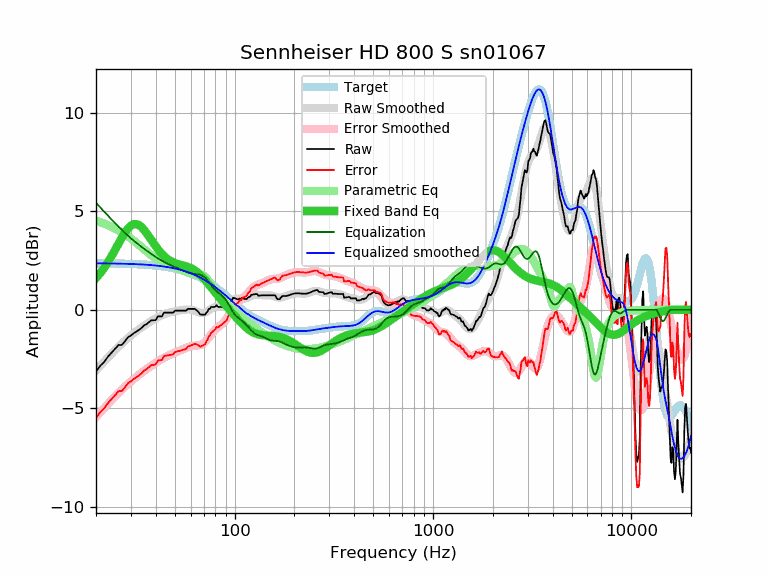 Sennheiser HD 800 S sn01067
Target
Raw Smoothed
Error Smoothed
Raw
Error
Parametric Eq
Fixed Band Eq
Equalization
Equalized smoothed
Amplitude (dBr)
10
5
0
−5
−10
100
1000
10000
Frequency (Hz)